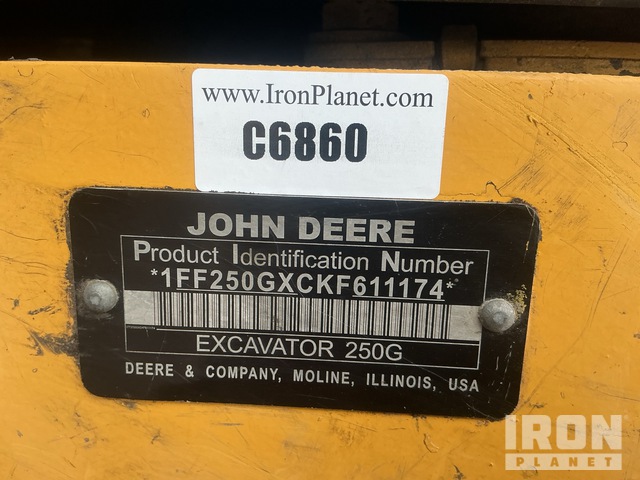 www.IronPlanet.com
C6860
JOHN DEERE
Product Identification Number
*1FF250GXCKF611174*
EXCAVATOR 250G
DEERE & COMPANY, MOLINE, ILLINOIS, USA
IRON
PLANET